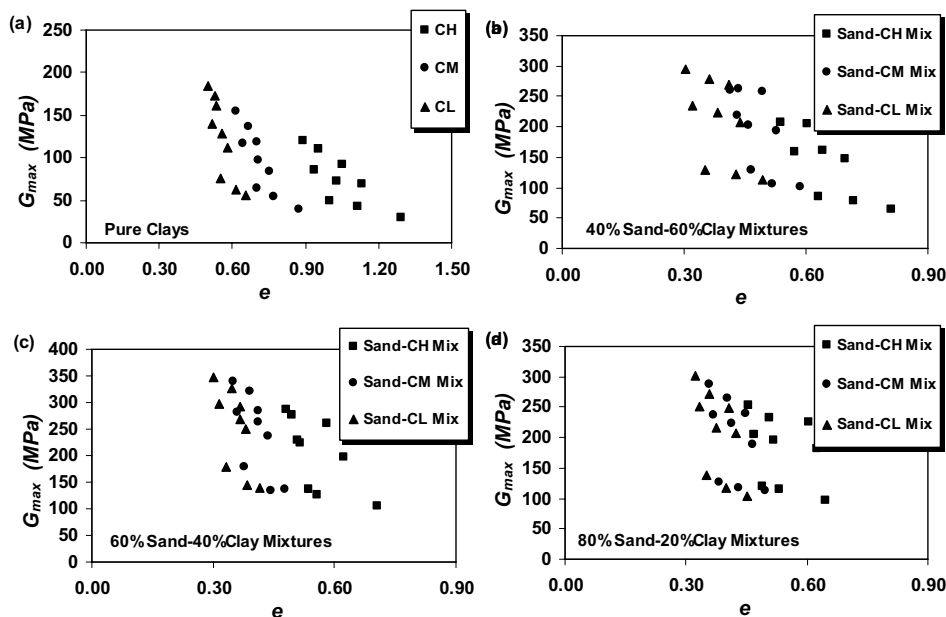 (a)
250
200
150
100
50
0
G_max (MPa)
0.00 0.30 0.60 0.90 1.20 1.50
e
Pure Clays
CH
CM
CL
350
300
250
200
150
100
50
0
G_max (MPa)
0.00 0.30 0.60 0.90
e
40% Sand-60%Clay Mixtures
Sand-CH Mix
Sand-CM Mix
Sand-CL Mix
(c)
400
350
300
250
200
150
100
50
0
G_max (MPa)
0.00 0.30 0.60 0.90
e
60% Sand-40%Clay Mixtures
Sand-CH Mix
Sand-CM Mix
Sand-CL Mix
350
300
250
200
150
100
50
0
G_max (MPa)
0.00 0.30 0.60 0.90
e
80% Sand-20%Clay Mixtures
Sand-CH Mix
Sand-CM Mix
Sand-CL Mix